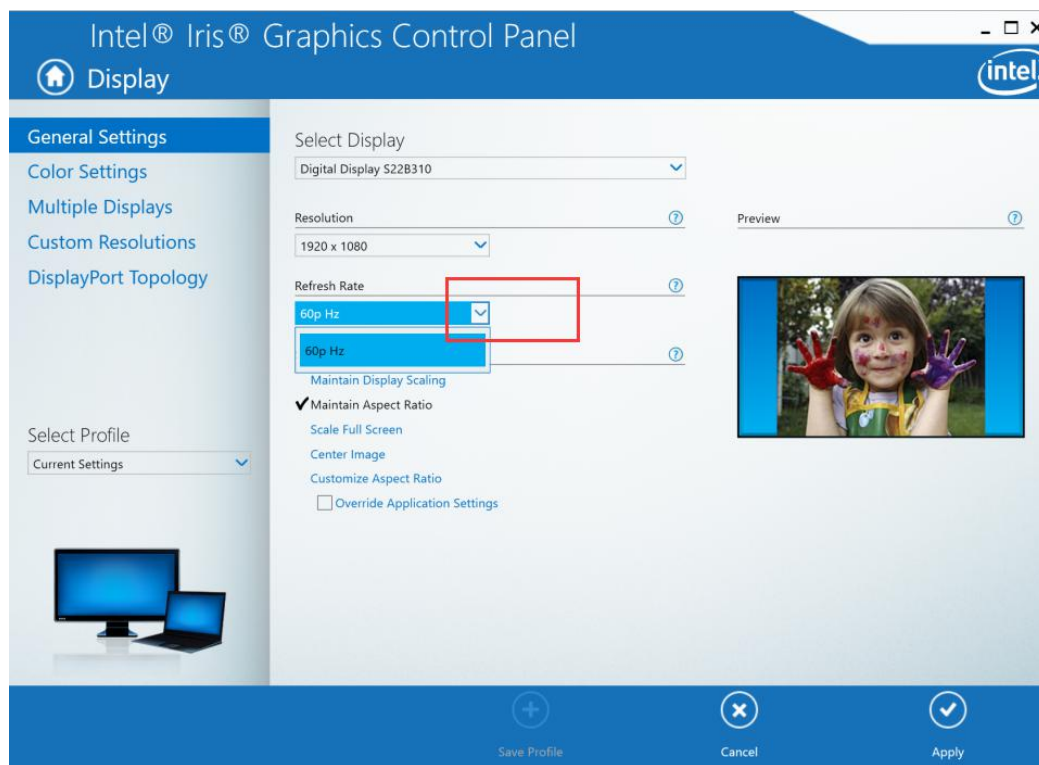 Intel® Iris® Graphics Control Panel
Display
intel
General Settings
Color Settings
Multiple Displays
Custom Resolutions
DisplayPort Topology
Select Profile
Current Settings
Select Display
Digital Display S22B310
Resolution
?
1920 x 1080
Refresh Rate
?
60p Hz
60p Hz
?
Maintain Display Scaling
Maintain Aspect Ratio
Scale Full Screen
Center Image
Customize Aspect Ratio
Override Application Settings
Preview
?
Save Profile
Cancel
Apply